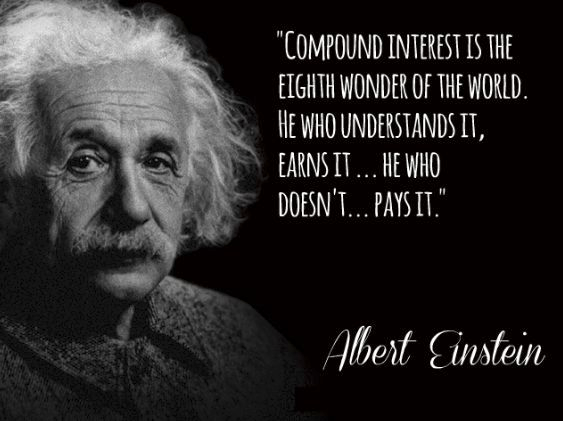 "Compound interest is the
eighth wonder of the world.
He who understands it,
earns it ... he who
doesn't... pays it."
Albert Einstein